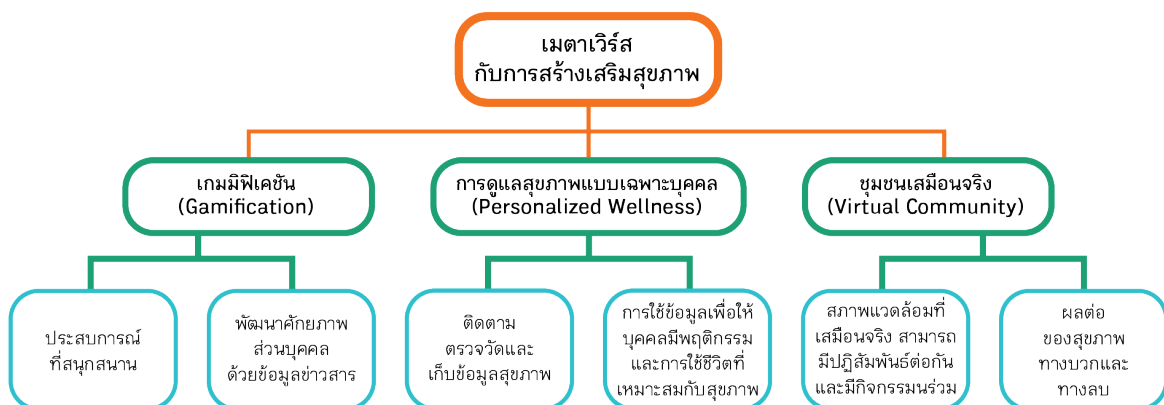 เมตาเวิร์ส
กับการสร้างเสริมสุขภาพ
เกมมิฟิเคชัน
(Gamification)
การดูแลสุขภาพแบบเฉพาะบุคคล
(Personalized Wellness)
ชุมชนเสมือนจริง
(Virtual Community)
ประสบการณ์
ที่สนุกสนาน
พัฒนาศักยภาพ
ส่วนบุคคล
ด้วยข้อมูลข่าวสาร
ติดตาม
ตรวจวัดและ
เก็บข้อมูลสุขภาพ
การใช้ข้อมูลเพื่อให้
บุคคลมีพฤติกรรม
และการใช้ชีวิตที่
เหมาะสมกับสุขภาพ
สภาพแวดล้อมที่
เสมือนจริง สามารถ
มีปฏิสัมพันธ์ต่อกัน
และมีกิจกรรมนร่วม
ผลต่อ
ของสุขภาพ
ทางบวกและ
ทางลบ